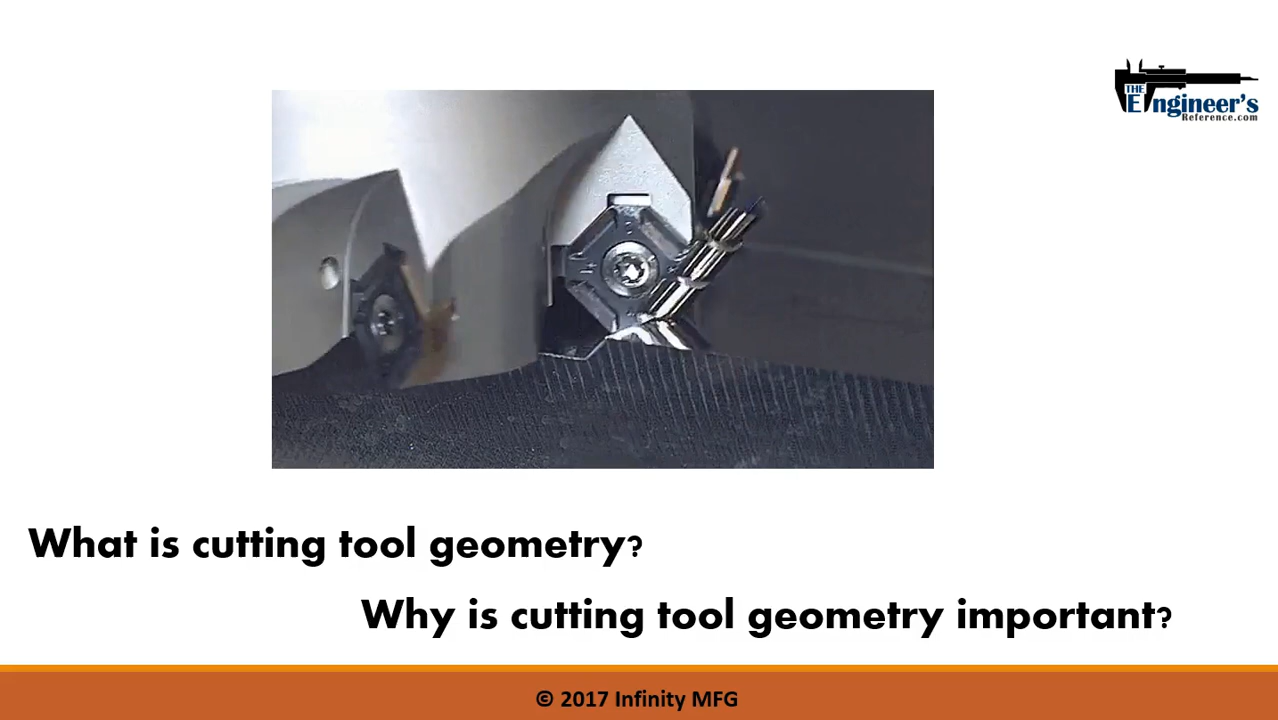 THE
Engineer's
Reference.com
What is cutting tool geometry?
Why is cutting tool geometry important?
© 2017 Infinity MFG